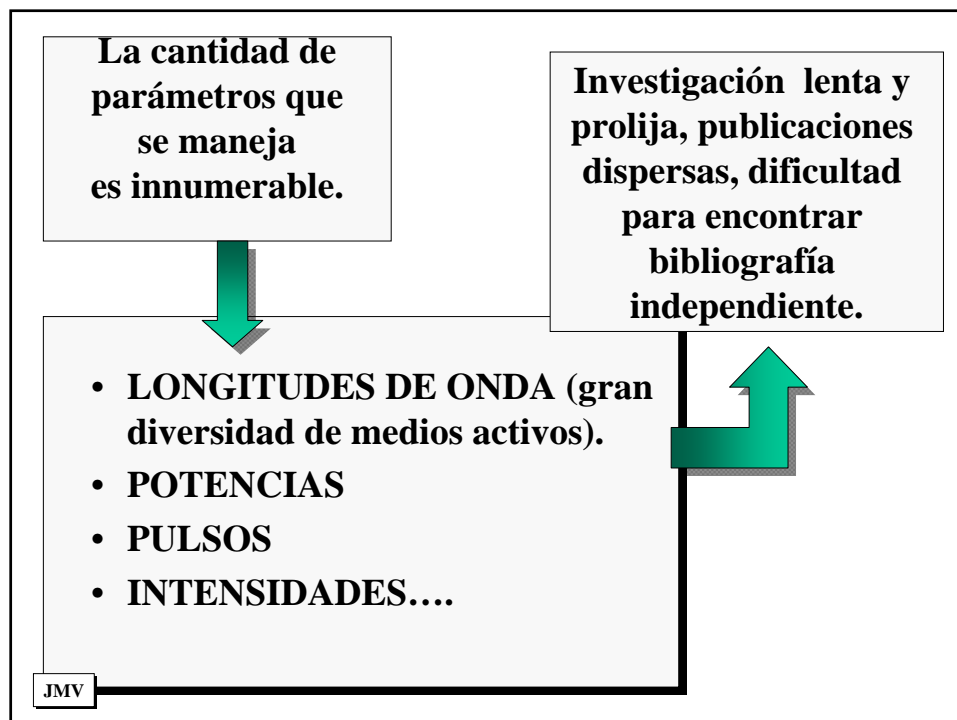 La cantidad de
parámetros que
se maneja
es innumerable.
Investigación lenta y
prolija, publicaciones
dispersas, dificultad
para encontrar
bibliografía
independiente.
• LONGITUDES DE ONDA (gran
diversidad de medios activos).
• POTENCIAS
• PULSOS
• INTENSIDADES….
JMV